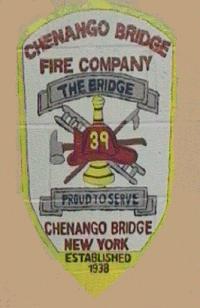 CHENANGO BRIDGE
FIRE COMPANY
THE BRIDGE
39
PROUD TO SERVE
CHENANGO BRIDGE
NEW YORK
ESTABLISHED
1938